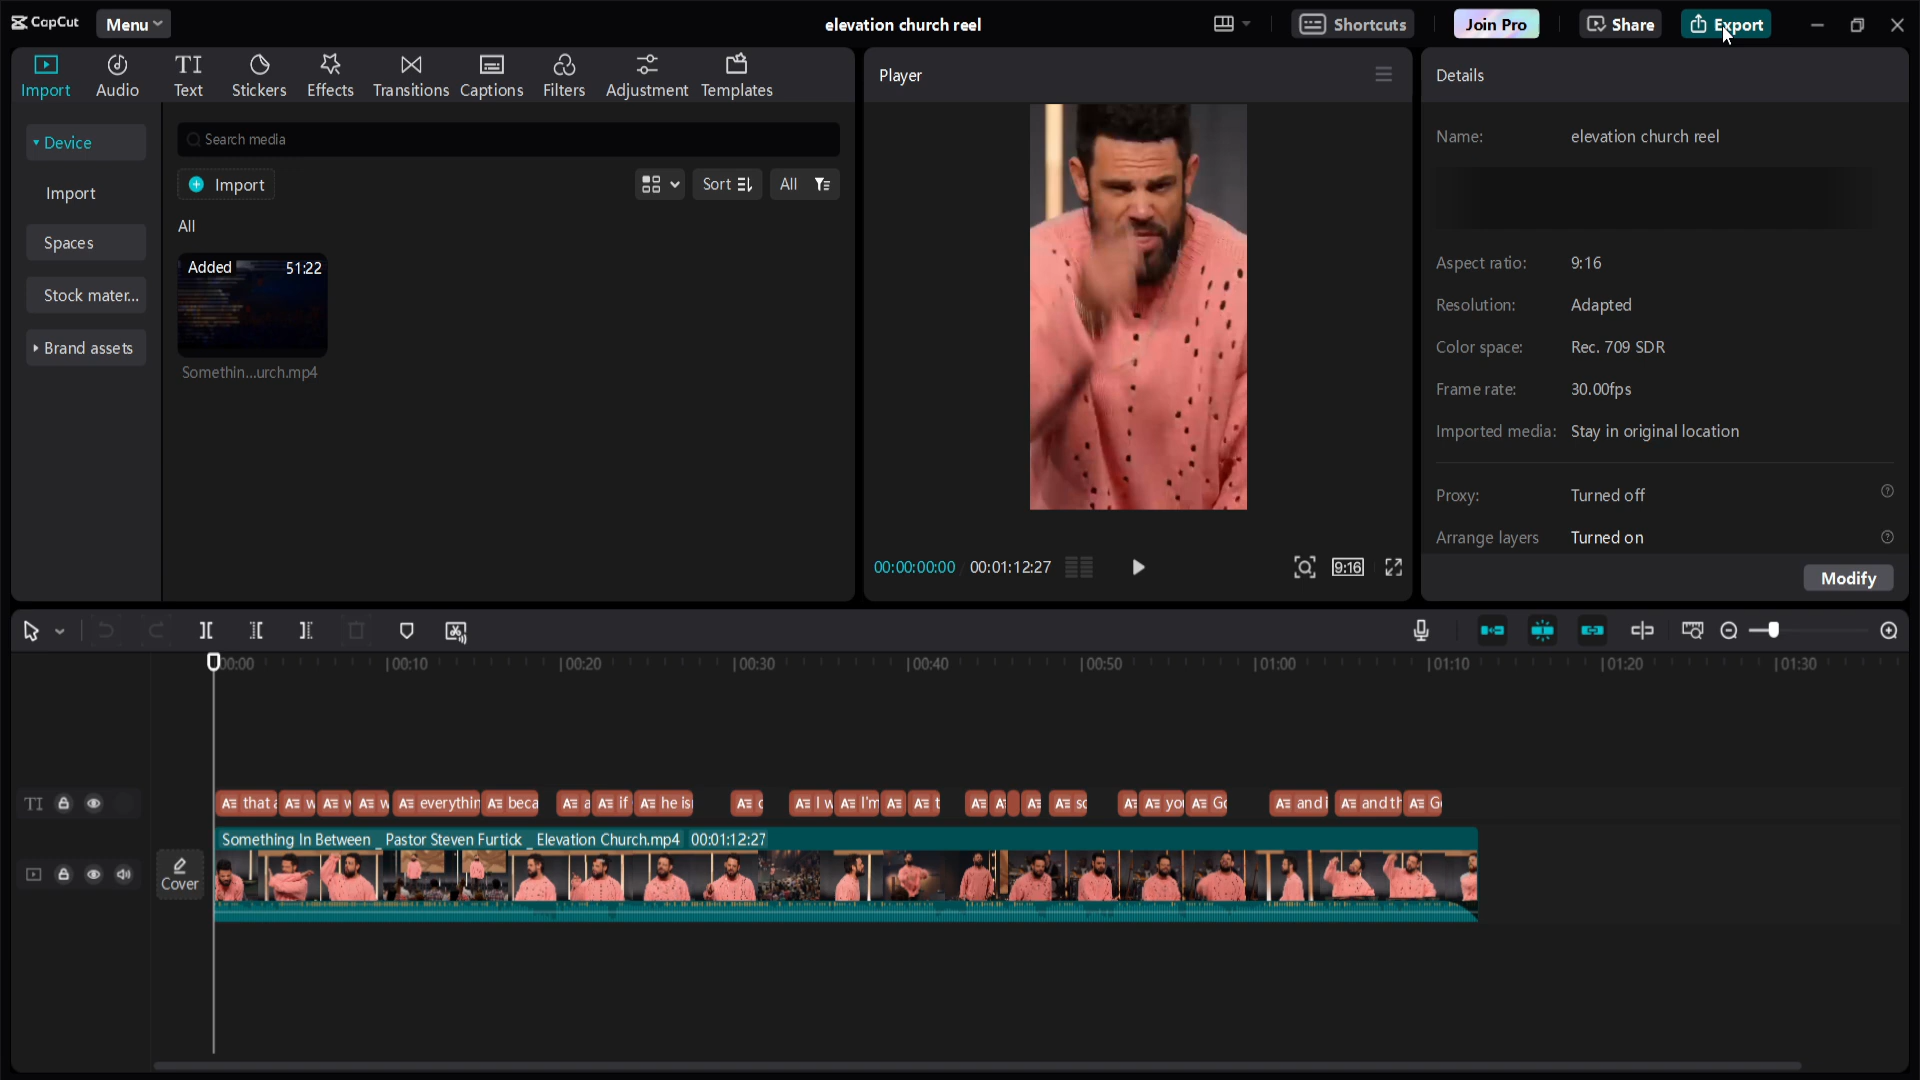 CapCut
Menu
elevation church reel
Shortcuts
Join Pro
Share
Export
Import
Audio
Text
Stickers
Effects
Transitions
Captions
Filters
Adjustment
Templates
Device
Import
Spaces
Stock mater...
Brand assets
Search media
Import
Sort
All
All
Added
51:22
Somethin...urch.mp4
Player
00:00:00:00
00:01:12:27
9:16
Details
Name:
elevation church reel
Aspect ratio:
9:16
Resolution:
Adapted
Color space:
Rec. 709 SDR
Frame rate:
30.00fps
Imported media:
Stay in original location
Proxy:
Turned off
Arrange layers
Turned on
Modify
00:00
00:10
00:20
00:30
00:40
00:50
01:00
01:10
01:20
01:30
TI
that
everythin
beca
if
he is
I w
I'm
t
so
yo
Go
and i
and th
G
Something In Between _ Pastor Steven Furtick _ Elevation Church.mp4 00:01:12:27
Cover